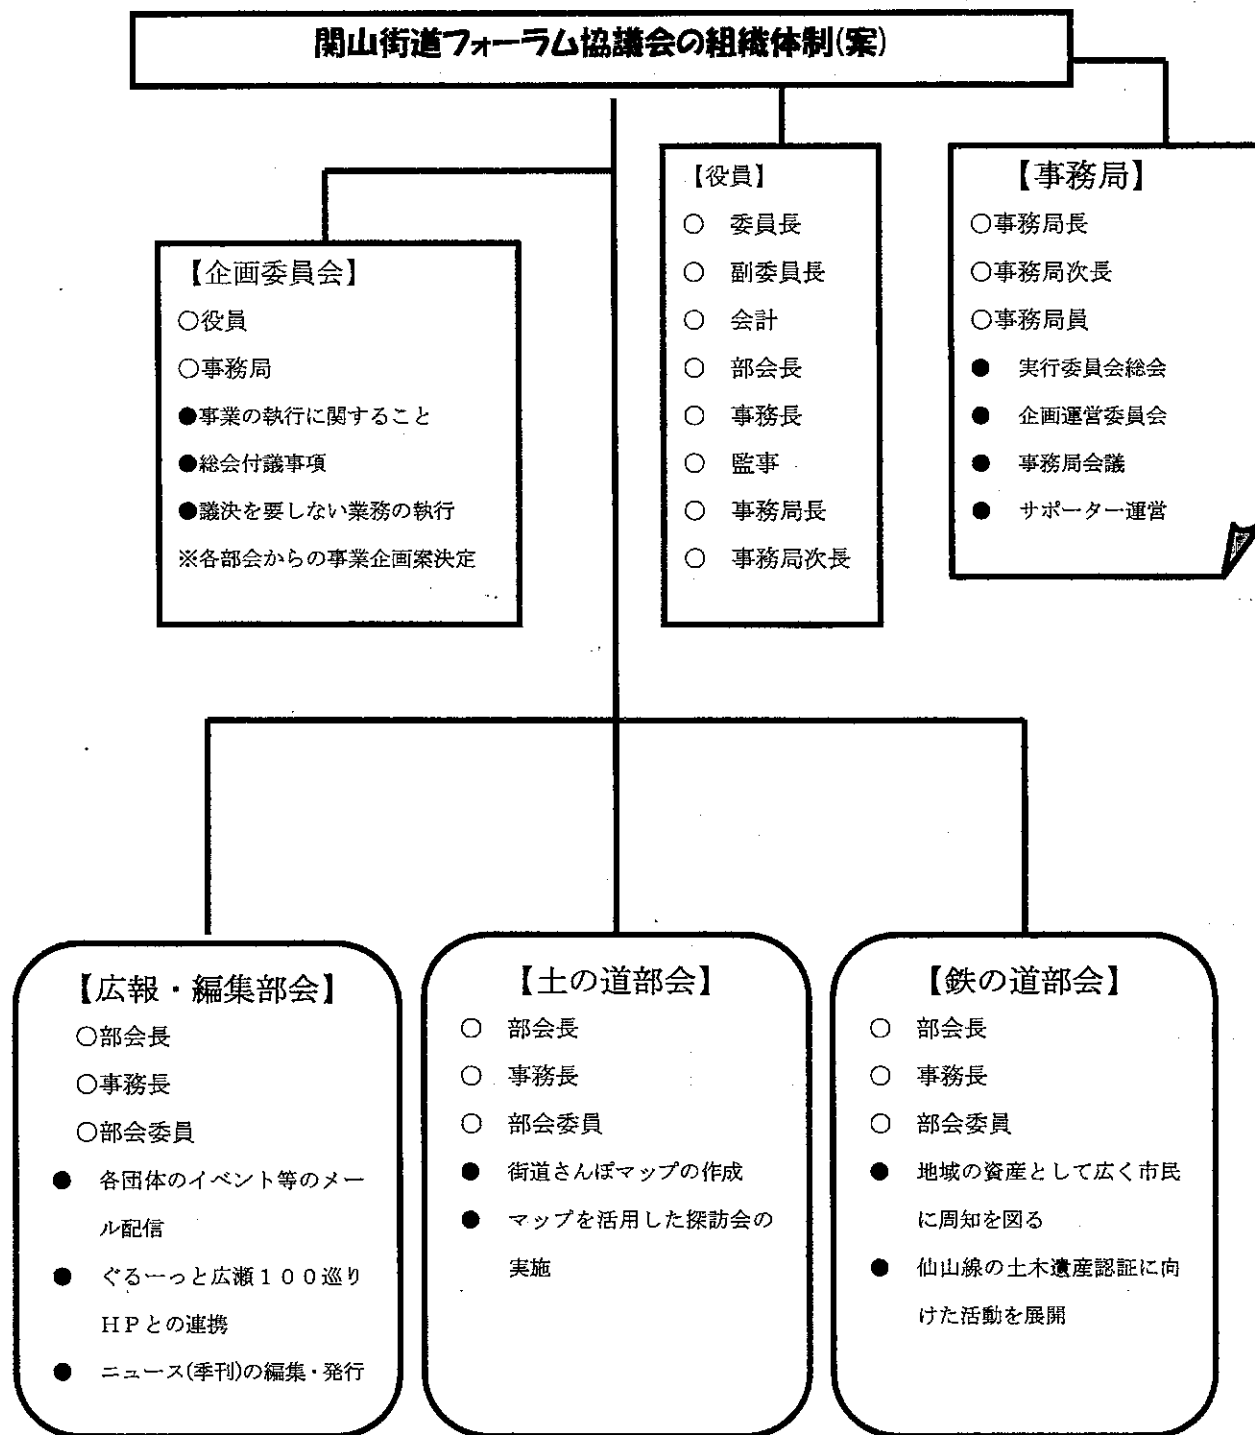 関山街道フォーラム協議会の組織体制(案)
【企画委員会】
○役員
○事務局
●事業の執行に関すること
●総会付議事項
●議決を要しない業務の執行
※各部会からの事業企画案決定
【役員】
○ 委員長
○ 副委員長
○ 会計
○ 部会長
○ 事務長
○ 監事
○ 事務局長
○ 事務局次長
【事務局】
○事務局長
○事務局次長
○事務局員
● 実行委員会総会
● 企画運営委員会
● 事務局会議
● サポーター運営
【広報・編集部会】
○部会長
○事務長
○部会委員
● 各団体のイベント等のメー
ル配信
● ぐるーっと広瀬１００巡り
ＨＰとの連携
● ニュース(季刊)の編集・発行
【土の道部会】
○ 部会長
○ 事務長
○ 部会委員
● 街道さんぽマップの作成
● マップを活用した探訪会の
実施
【鉄の道部会】
○ 部会長
○ 事務長
○ 部会委員
● 地域の資産として広く市民
に周知を図る
● 仙山線の土木遺産認証に向
けた活動を展開